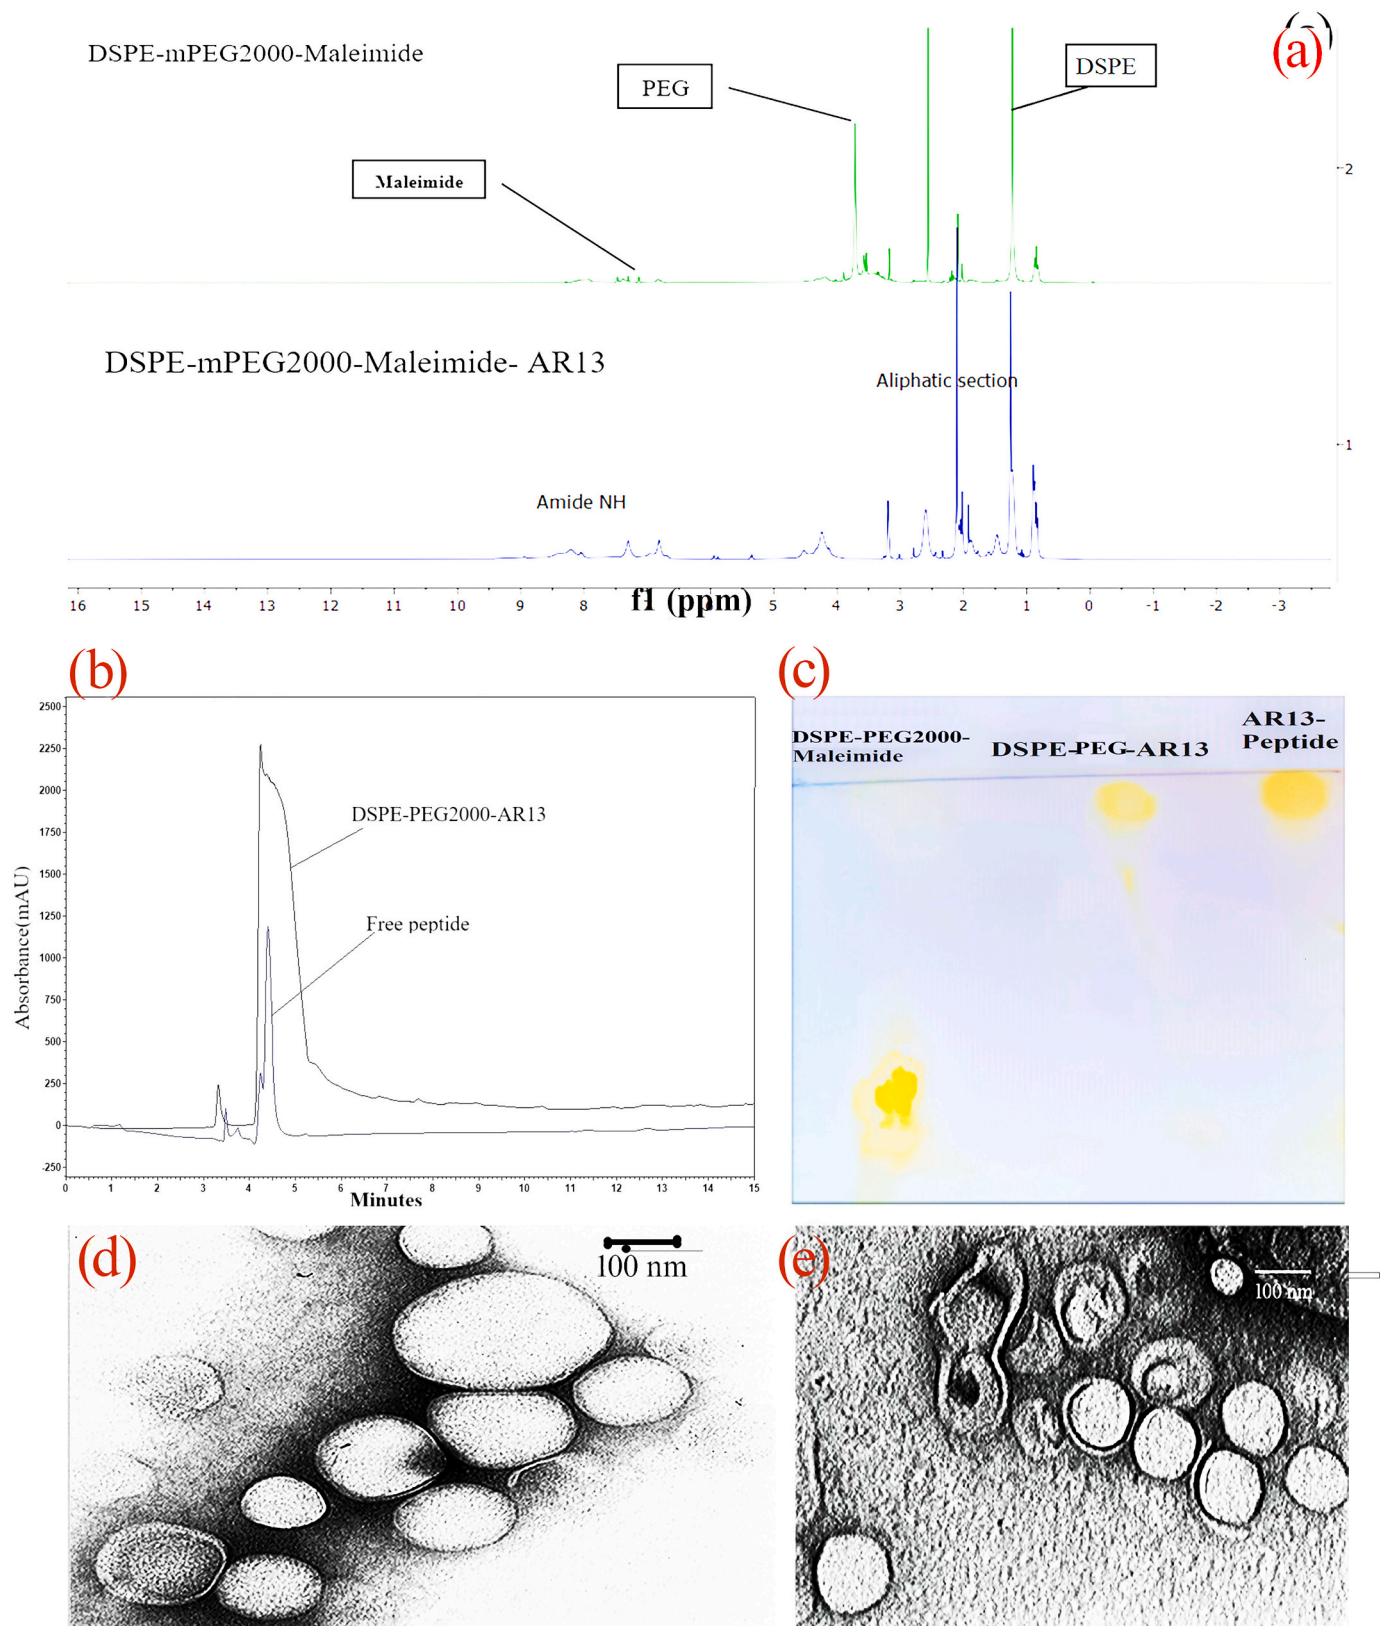 (a)
DSPE-mPEG2000-Maleimide
PEG
DSPE
Maleimide
2
DSPE-mPEG2000-Maleimide- AR13
Aliphatic section
1
Amide NH
16 15 14 13 12 11 10 9 8 7 6 5 4 3 2 1 0 -1 -2 -3
f1 (ppm)
(b)
2500
2250
2000
1750
1500
1250
1000
750
500
250
0
-250
Absorbance(mAU)
DSPE-PEG2000-AR13
Free peptide
0 1 2 3 4 5 6 7 8 9 10 11 12 13 14 15
Minutes
(c)
DSPE-PEG2000-
Maleimide
DSPE-PEG-AR13
AR13-
Peptide
(d)
100 nm
(e)
100 nm